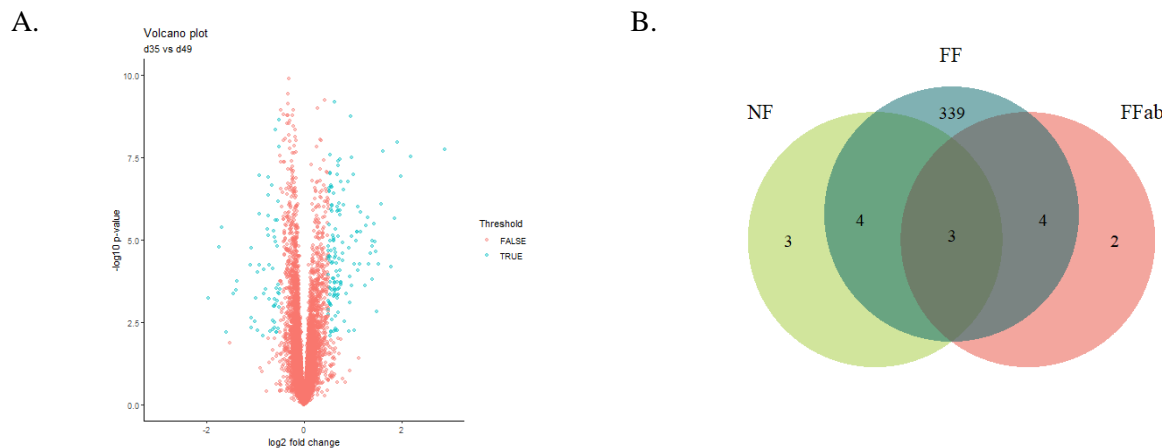 A.
Volcano plot
d35 vs d49
10.0
7.5
5.0
2.5
0.0
-log10 p-value
-2
0
2
log2 fold change
Threshold
FALSE
TRUE
B.
FF
NF
FFab
339
4
4
3
3
2